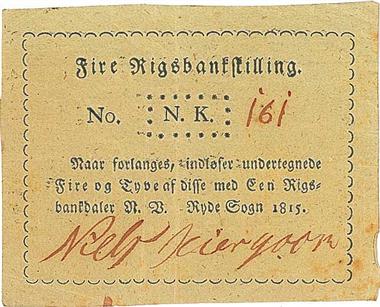 Fire Rigsbankskilling.
No. N. K. 161
Naar forlanges, indløser undertegnede
Fire og Tyve af disse med Een Rigs-
bankdaler N. V. Ryde Sogn 1815.